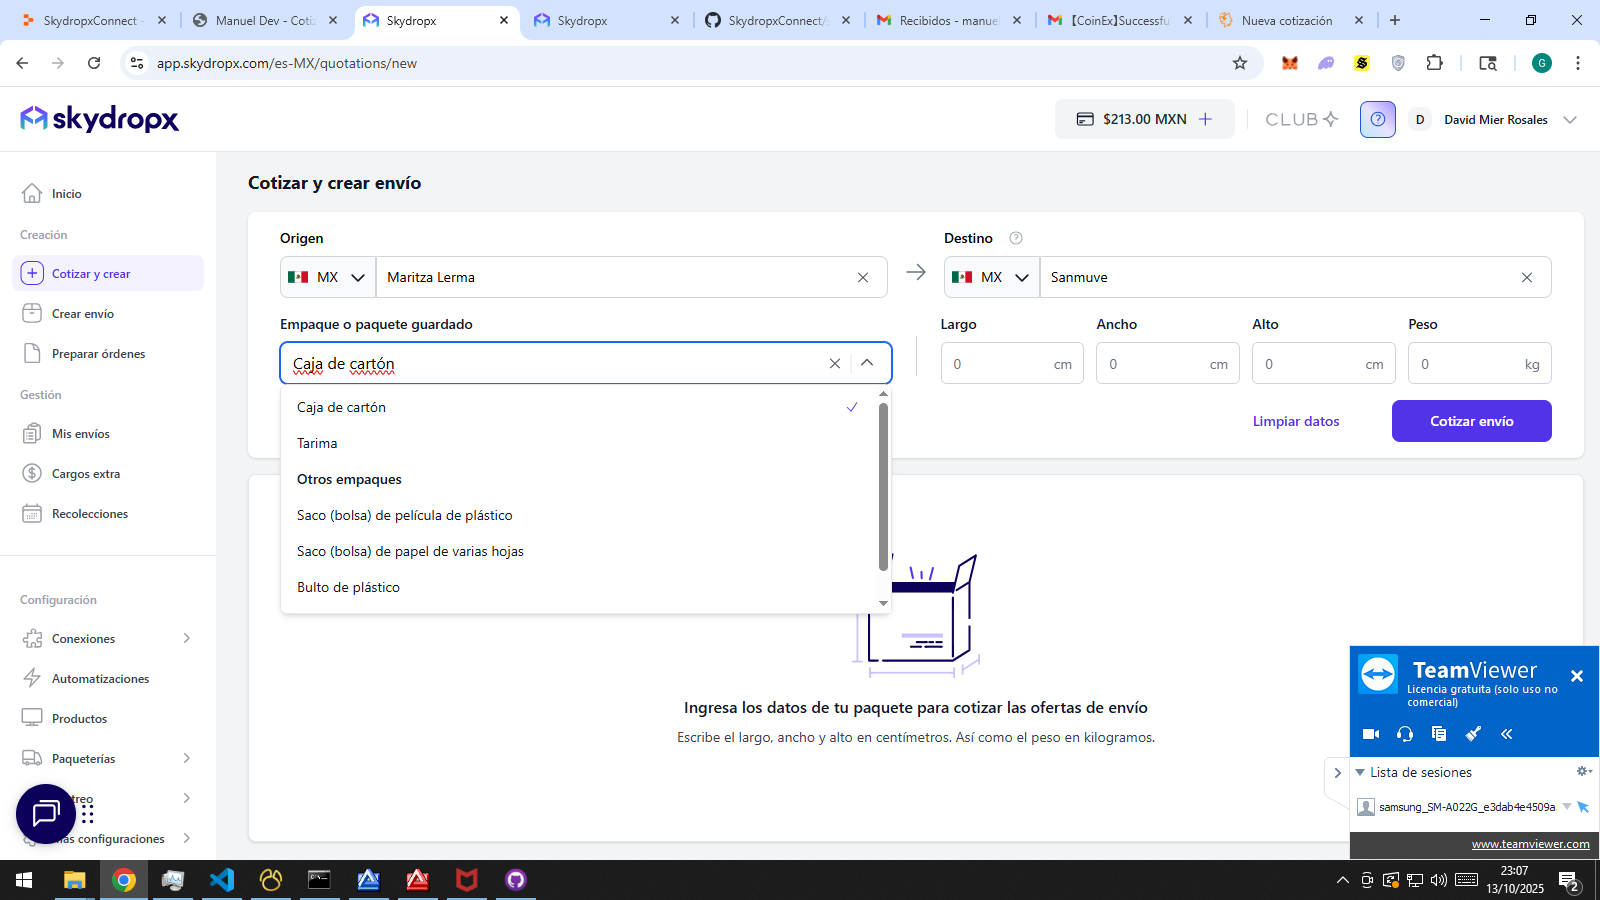 SkydropxConnect -
Manuel Dev - Coti
Skydropx
Skydropx
SkydropxConnect/
Recibidos - manue
【CoinEx】Successfu
Nueva cotización
app.skydropx.com/es-MX/quotations/new
G
skydropx
$213.00 MXN
CLUB
D
David Mier Rosales
Inicio
Creación
Cotizar y crear
Crear envío
Preparar órdenes
Gestión
Mis envíos
Cargos extra
Recolecciones
Configuración
Conexiones
Automatizaciones
Productos
Paqueterías
treo
configuraciones
Cotizar y crear envío
Origen
MX
Maritza Lerma
Destino
MX
Sanmuve
Empaque o paquete guardado
Caja de cartón
Largo
Ancho
Alto
Peso
0 cm
0 cm
0 cm
0 kg
Caja de cartón
Tarima
Otros empaques
Saco (bolsa) de película de plástico
Saco (bolsa) de papel de varias hojas
Bulto de plástico
Limpiar datos
Cotizar envío
Ingresa los datos de tu paquete para cotizar las ofertas de envío
Escribe el largo, ancho y alto en centímetros. Así como el peso en kilogramos.
TeamViewer
Licencia gratuita (solo uso no
comercial)
Lista de sesiones
samsung_SM-A022G_e3dab4e4509a
www.teamviewer.com
23:07
13/10/2025
2